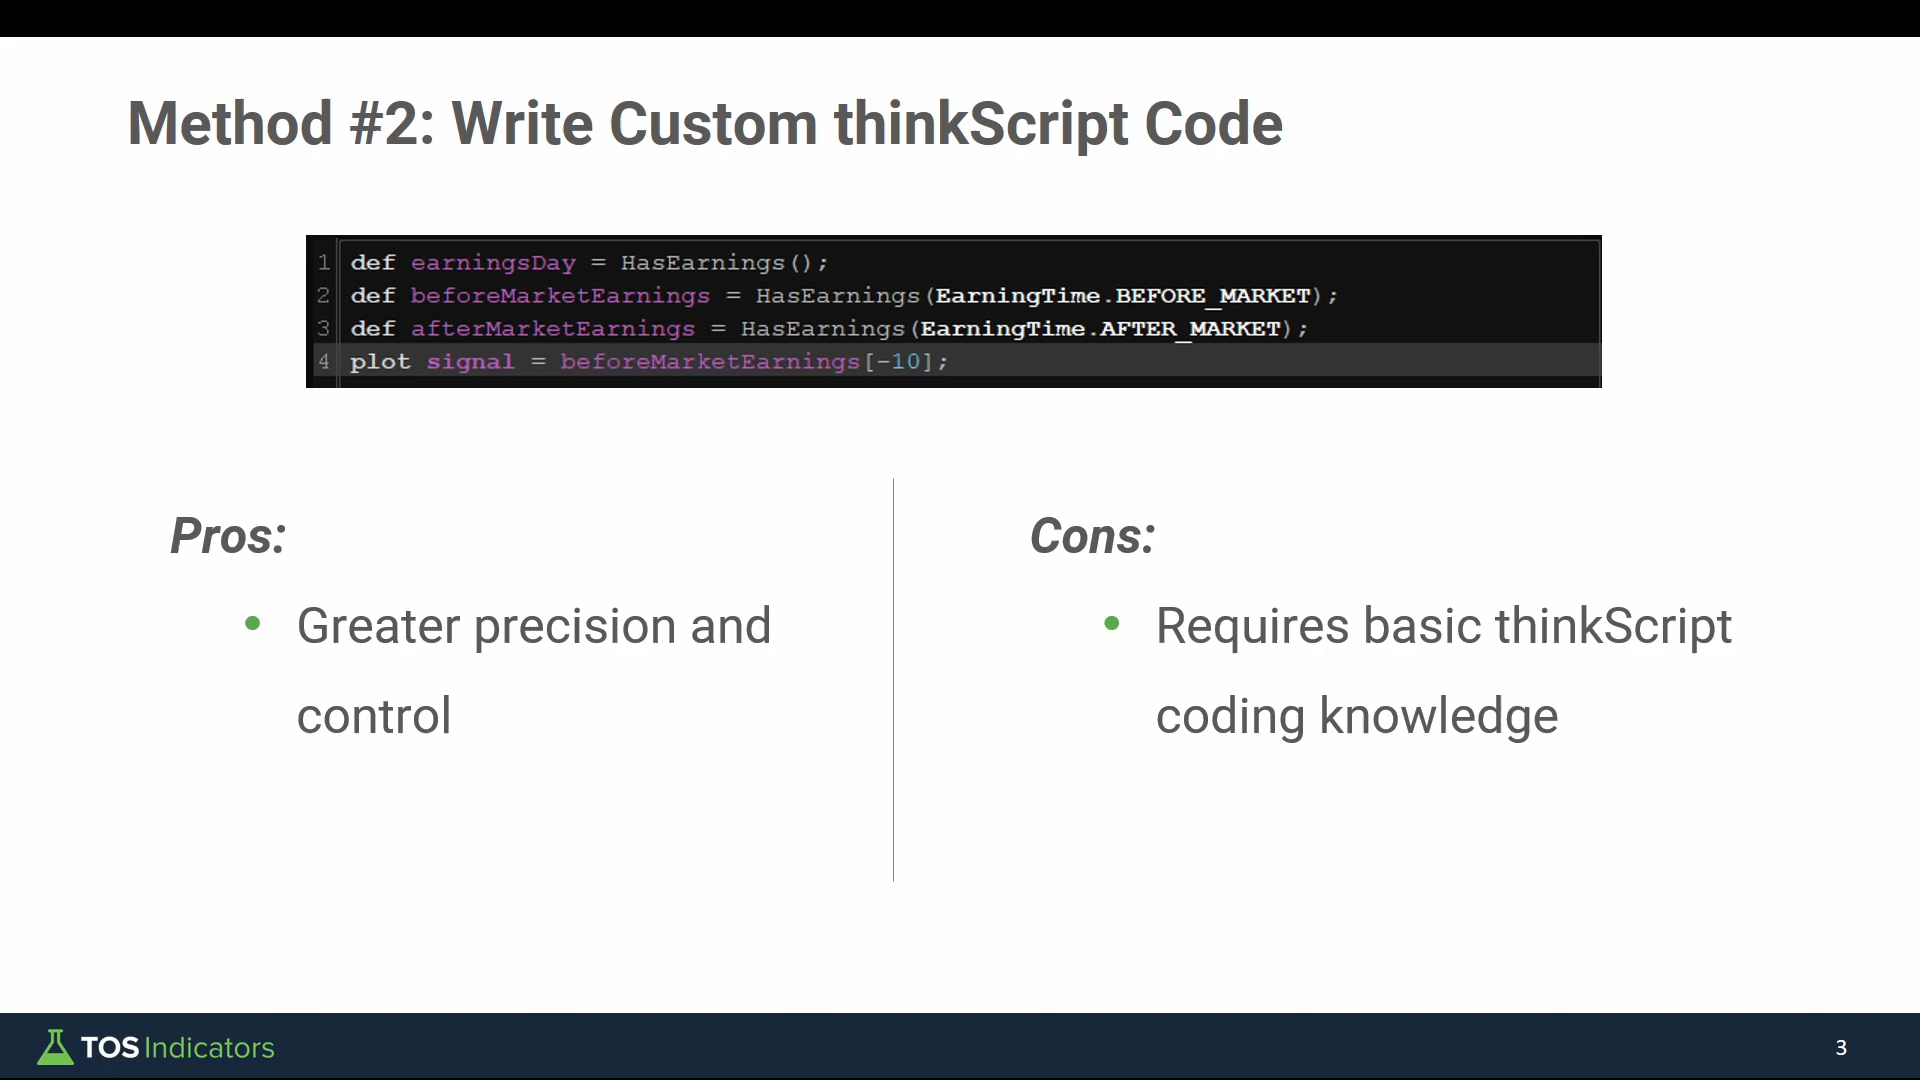 Method #2: Write Custom thinkScript Code
1 def earningsDay = HasEarnings();
2 def beforeMarketEarnings = HasEarnings(EarningTime.BEFORE_MARKET);
3 def afterMarketEarnings = HasEarnings(EarningTime.AFTER_MARKET);
4 plot signal = beforeMarketEarnings[-10];
Pros:
• Greater precision and
control
Cons:
• Requires basic thinkScript
coding knowledge
TOS Indicators
3